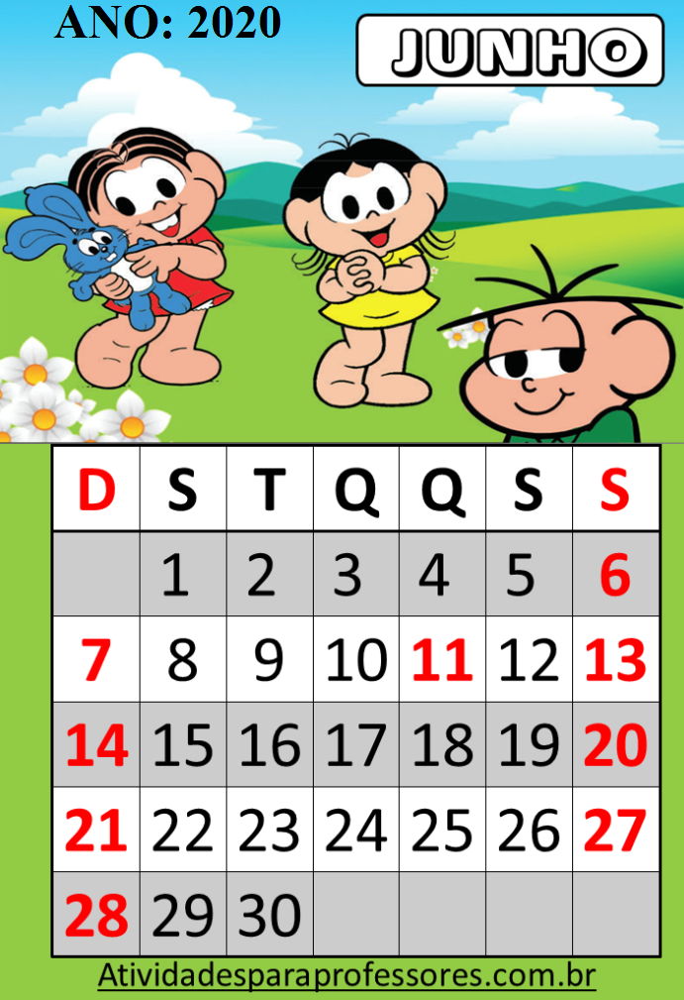 ANO: 2020
JUNHO
D S T Q Q S S
1 2 3 4 5 6
7 8 9 10 11 12 13
14 15 16 17 18 19 20
21 22 23 24 25 26 27
28 29 30
Atividadesparaprofessores.com.br